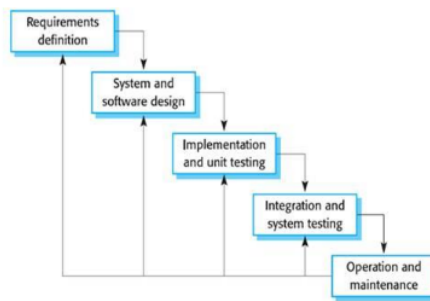 Requirements
definition
System and
software design
Implementation
and unit testing
Integration and
system testing
Operation and
maintenance